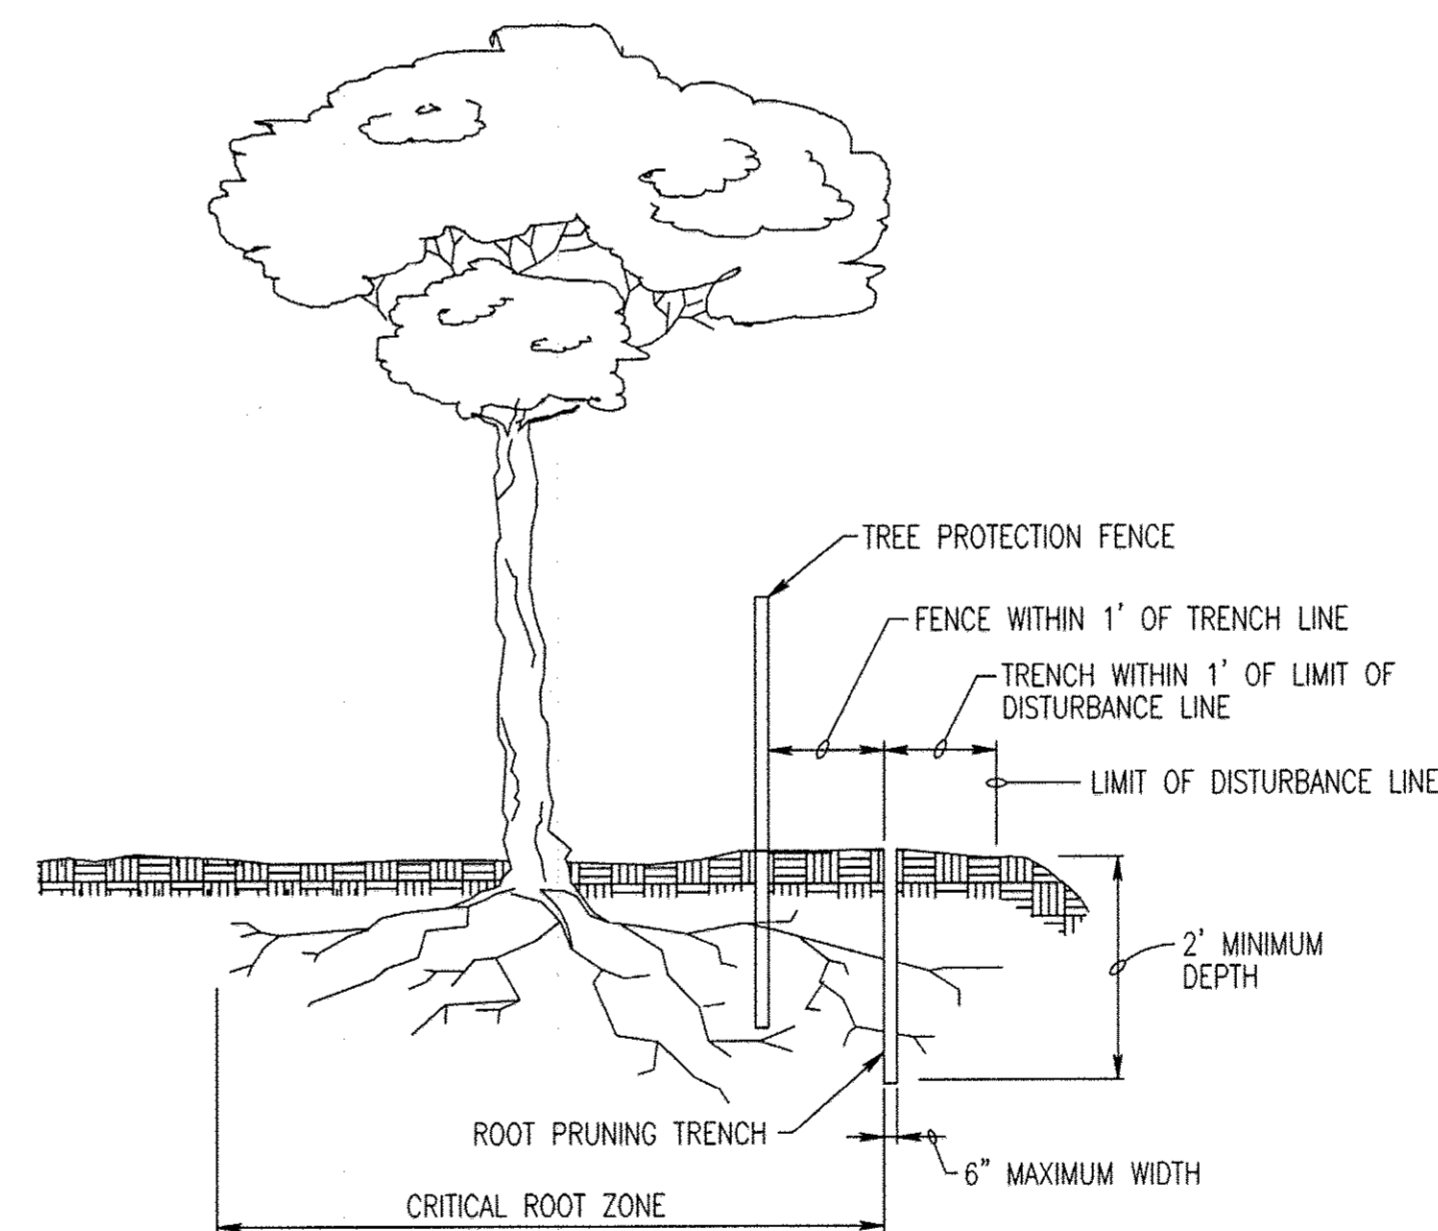 TREE PROTECTION FENCE
FENCE WITHIN 1' OF TRENCH LINE
TRENCH WITHIN 1' OF LIMIT OF
DISTURBANCE LINE
LIMIT OF DISTURBANCE LINE
2' MINIMUM
DEPTH
ROOT PRUNING TRENCH
6" MAXIMUM WIDTH
CRITICAL ROOT ZONE